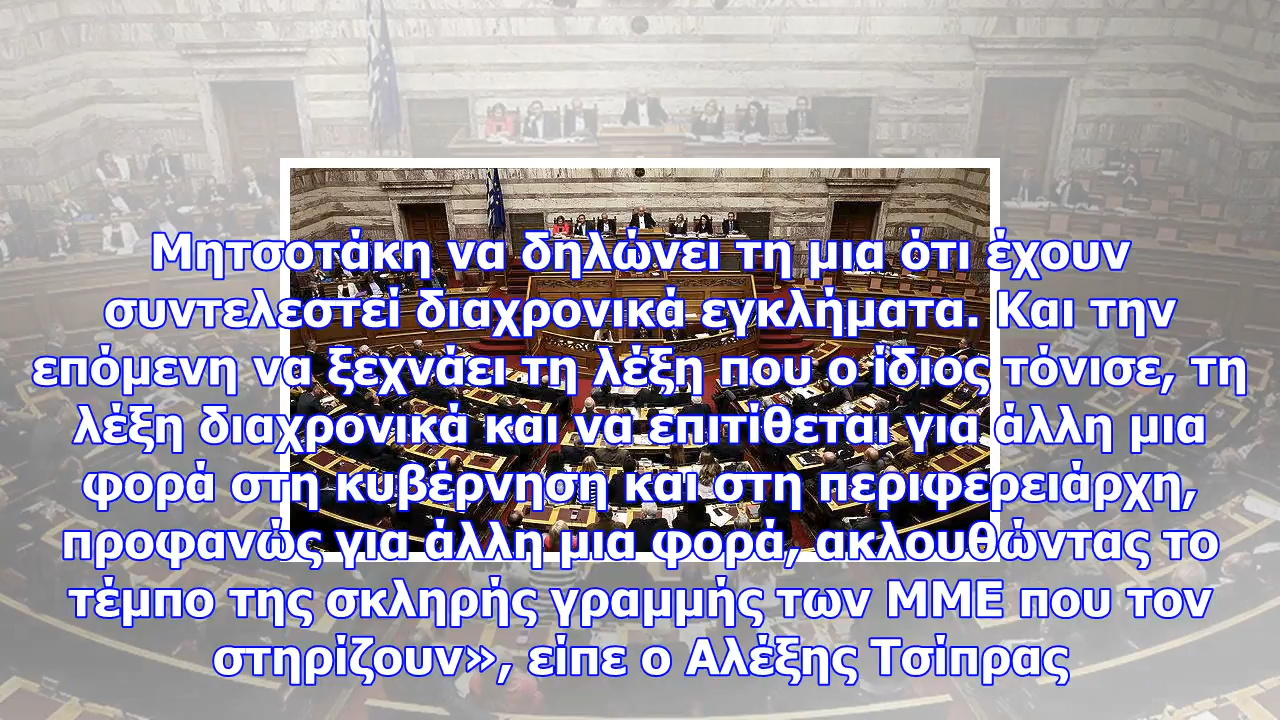 Μητσοτάκη να δηλώνει τη μια ότι έχουν
συντελεστεί διαχρονικά εγκλήματα. Και την
επόμενη να ξεχνάει τη λέξη που ο ίδιος τόνισε, τη
λέξη διαχρονικά και να επιτίθεται για άλλη μια
φορά στη κυβέρνηση και στη περιφερειάρχη,
προφανώς για άλλη μια φορά, ακλουθώντας το
τέμπο της σκληρής γραμμής των ΜΜΕ που τον
στηρίζουν», είπε ο Αλέξης Τσίπρας